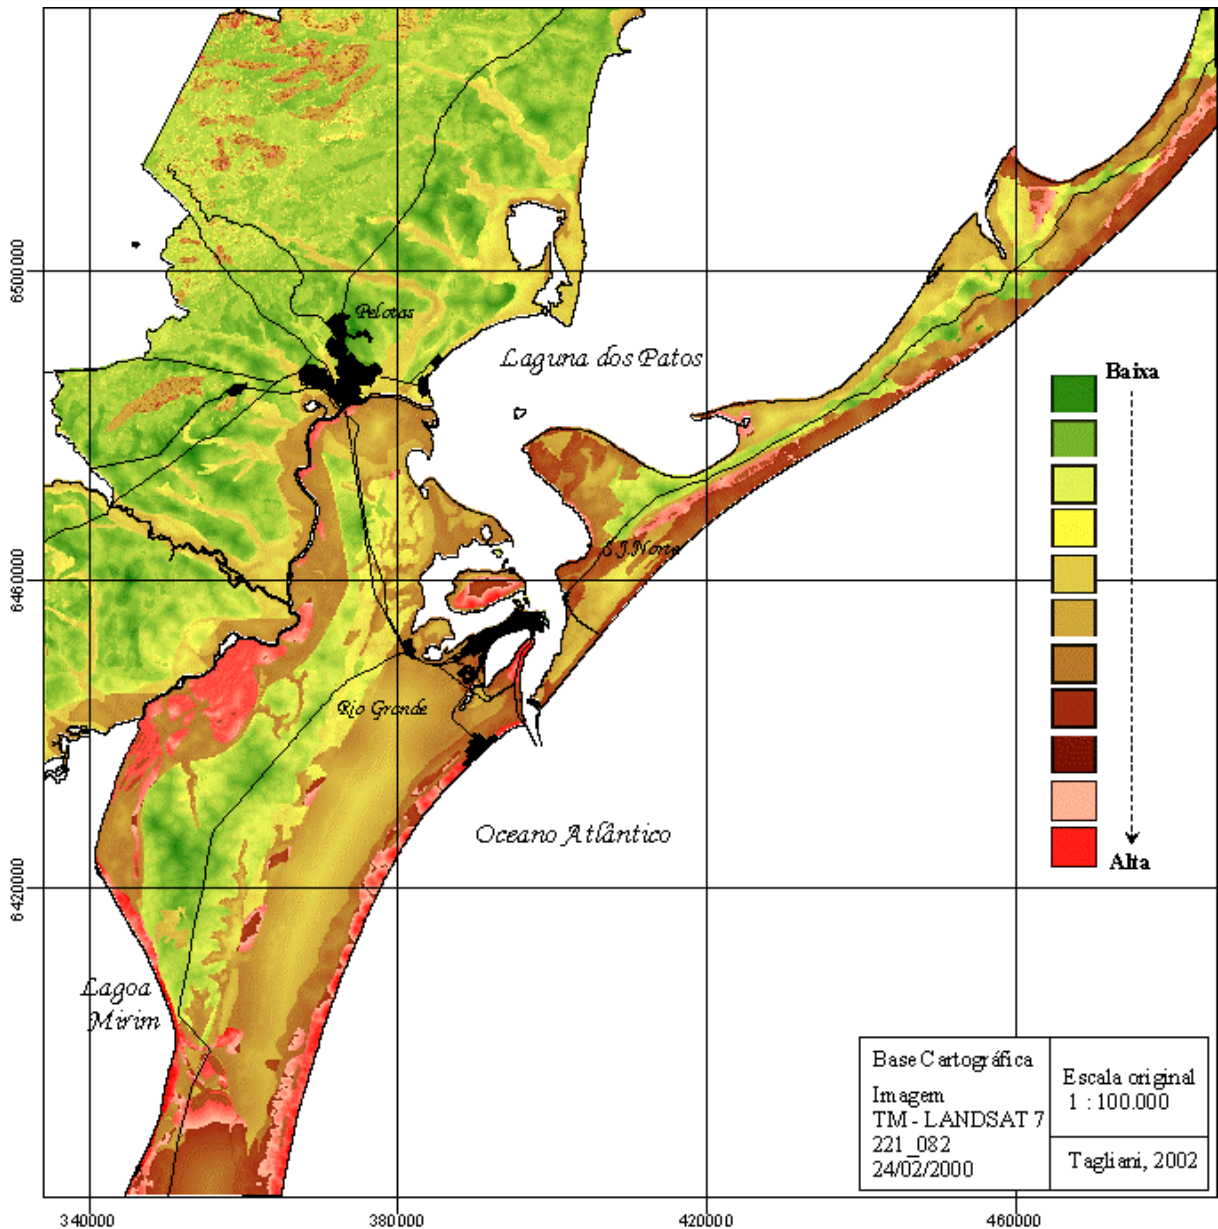 Pelotas
Laguna dos Patos
S.J.Norte
Rio Grande
Oceano Atlântico
Lagoa
Mirim
Baixa
Alta
Base Cartográfica
Imagem
TM - LANDSAT 7
221_082
24/02/2000
Escala original
1 : 100.000
Tagliani, 2002
6500000
6460000
6420000
340000
380000
420000
460000